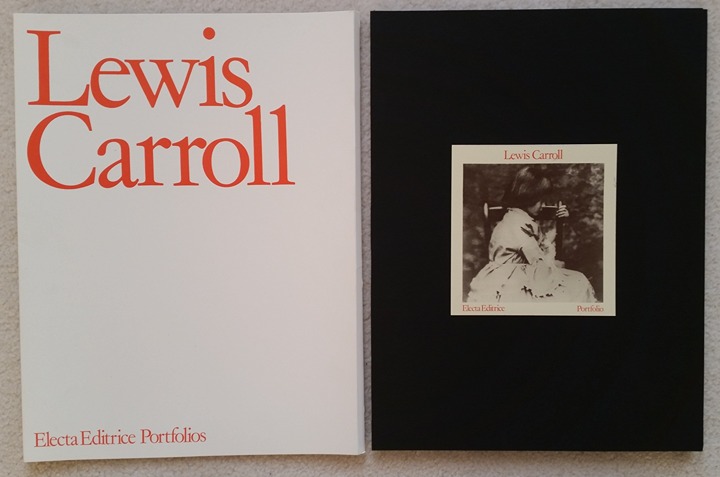 Lewis
Carroll
Electa Editrice Portfolios
Lewis Carroll
Electa Editrice Portfolio